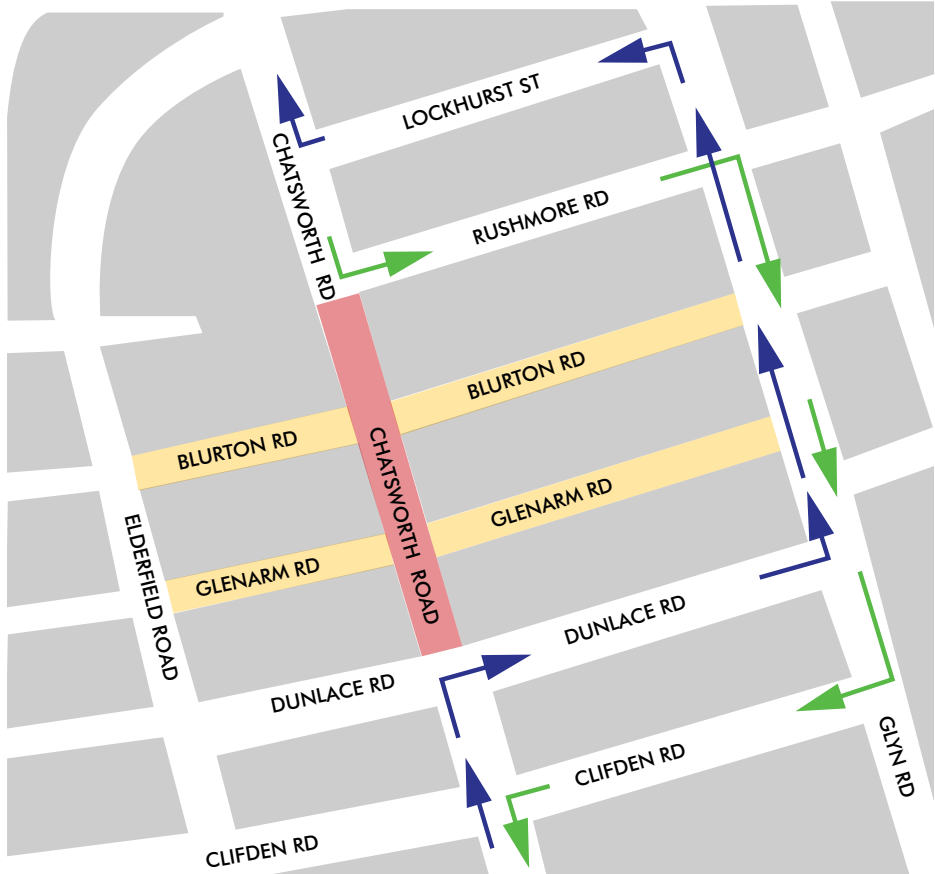 LOCKHURST ST
CHATSWORTH RD
RUSHMORE RD
BLURTON RD
BLURTON RD
CHATSWORTH ROAD
GLENARM RD
GLENARM RD
ELDERFIELD ROAD
DUNLACE RD
DUNLACE RD
CLIFDEN RD
GLYN RD
CLIFDEN RD